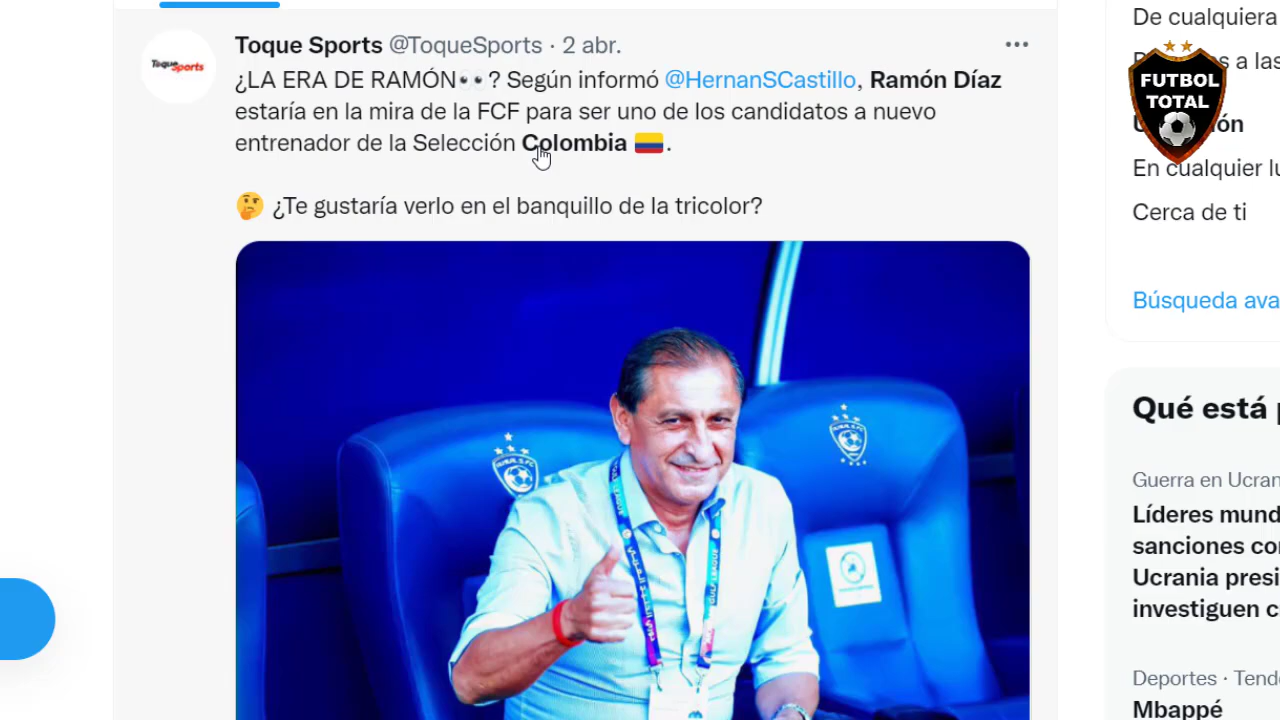 Toque Sports @ToqueSports · 2 abr.
¿LA ERA DE RAMÓN👀? Según informó @HernanSCastillo, Ramón Díaz
estaría en la mira de la FCF para ser uno de los candidatos a nuevo
entrenador de la Selección Colombia 🇨🇴.
🤔 ¿Te gustaría verlo en el banquillo de la tricolor?
Toque Sports
De cualquiera
a las
FUTBOL
TOTAL
En cualquier lu
Cerca de ti
Búsqueda ava
Qué está p
Guerra en Ucran
Líderes mund
sanciones co
Ucrania presi
investiguen c
Deportes · Tend
Mbappé